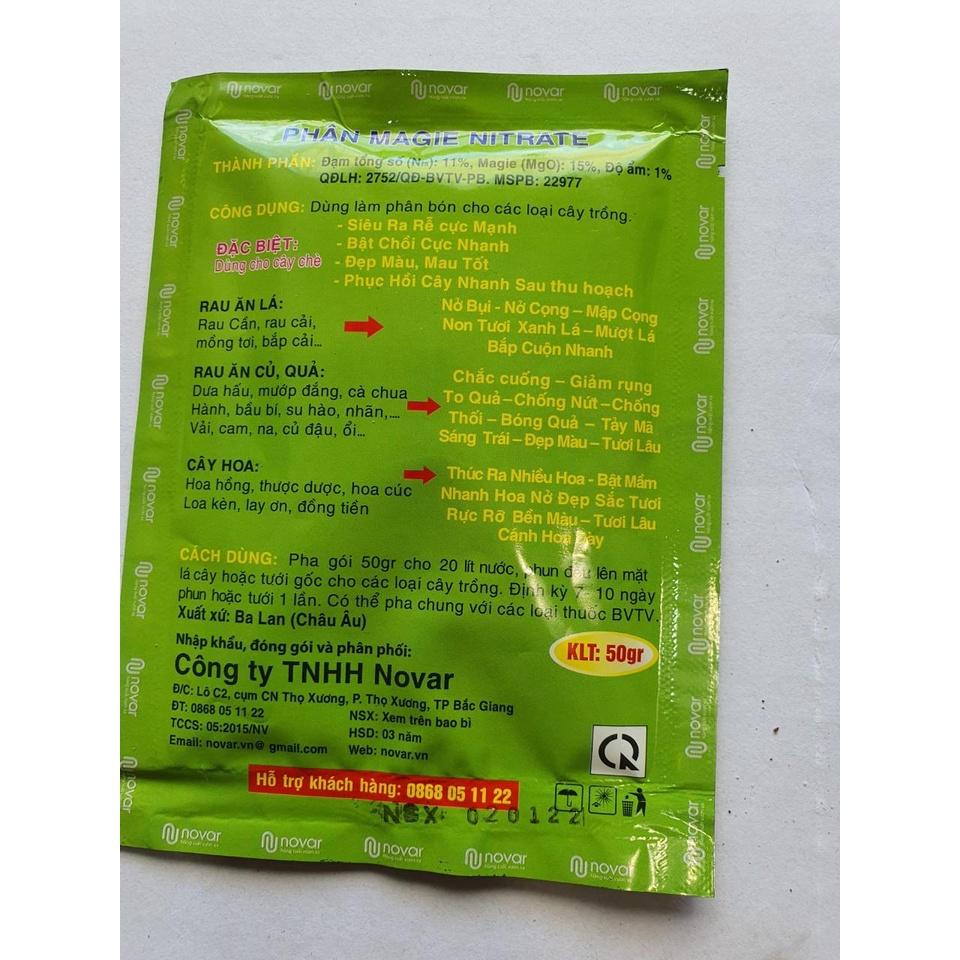 novar novar novar novar novar
PHÂN MAGIE NITRATE
THÀNH PHẦN: Đạm tổng số (Nts): 11%, Magie (MgO): 15%, Độ ẩm: 1%
QĐLH: 2752/QĐ-BVTV-PB. MSPB: 22977
CÔNG DỤNG: Dùng làm phân bón cho các loại cây trồng.
- Siêu Ra Rễ cực Mạnh
ĐẶC BIỆT: - Bật Chồi Cực Nhanh
Dùng cho cây chè - Đẹp Màu, Mau Tốt
- Phục Hồi Cây Nhanh Sau thu hoạch
RAU ĂN LÁ:
Rau Cần, rau cải,
mồng tơi, bắp cải...
Nở Bụi - Nở Cọng – Mập Cọng
Non Tươi Xanh Lá – Mượt Lá
Bắp Cuộn Nhanh
RAU ĂN CỦ, QUẢ:
Dưa hấu, mướp đắng, cà chua
Hành, bầu bí, su hào, nhãn,....
Vải, cam, na, củ đậu, ổi...
Chắc cuống – Giảm rụng
To Quả – Chống Nứt – Chống
Thối – Bóng Quả – Tẩy Mã
Sáng Trái – Đẹp Màu – Tươi Lâu
CÂY HOA:
Hoa hồng, thược dược, hoa cúc
Loa kèn, lay ơn, đồng tiền
Thúc Ra Nhiều Hoa - Bật Mầm
Nhanh Hoa Nở Đẹp Sắc Tươi
Rực Rỡ Bền Màu – Tươi Lâu
Cánh Hoa Dày
CÁCH DÙNG: Pha gói 50gr cho 20 lít nước, phun đều lên mặt
lá cây hoặc tưới gốc cho các loại cây trồng. Định kỳ 7- 10 ngày
phun hoặc tưới 1 lần. Có thể pha chung với các loại thuốc BVTV.
Xuất xứ: Ba Lan (Châu Âu)
KLT: 50gr
Nhập khẩu, đóng gói và phân phối:
Công ty TNHH Novar
Đ/C: Lô C2, cụm CN Thọ Xương, P. Thọ Xương, TP Bắc Giang
ĐT: 0868 05 11 22 NSX: Xem trên bao bì
TCCS: 05:2015/NV HSD: 03 năm
Email: novar.vn@ gmail.com Web: novar.vn
Hỗ trợ khách hàng: 0868 05 11 22
NSX 020122
novar novar novar novar novar